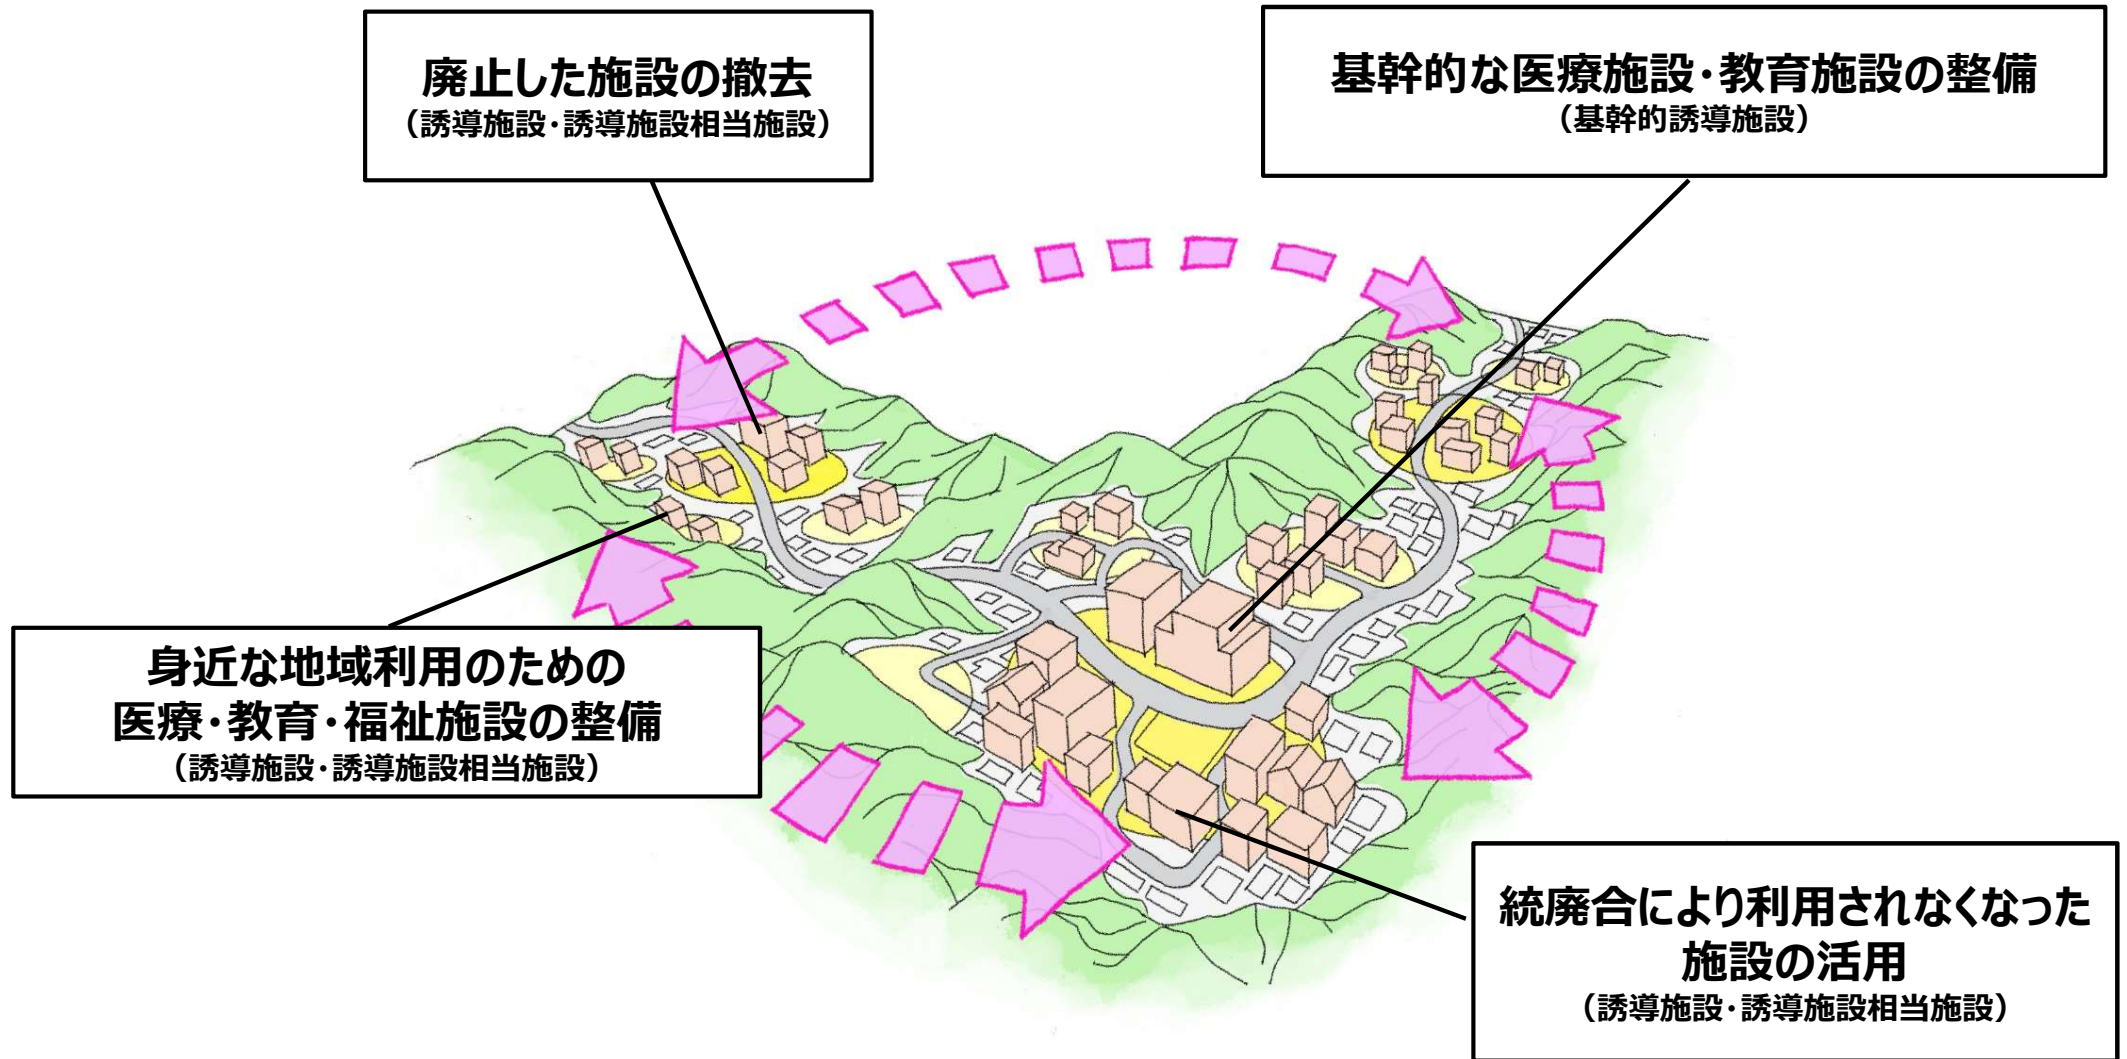 廃止した施設の撤去
（誘導施設・誘導施設相当施設）
基幹的な医療施設・教育施設の整備
（基幹的誘導施設）
身近な地域利用のための
医療・教育・福祉施設の整備
（誘導施設・誘導施設相当施設）
統廃合により利用されなくなった
施設の活用
（誘導施設・誘導施設相当施設）